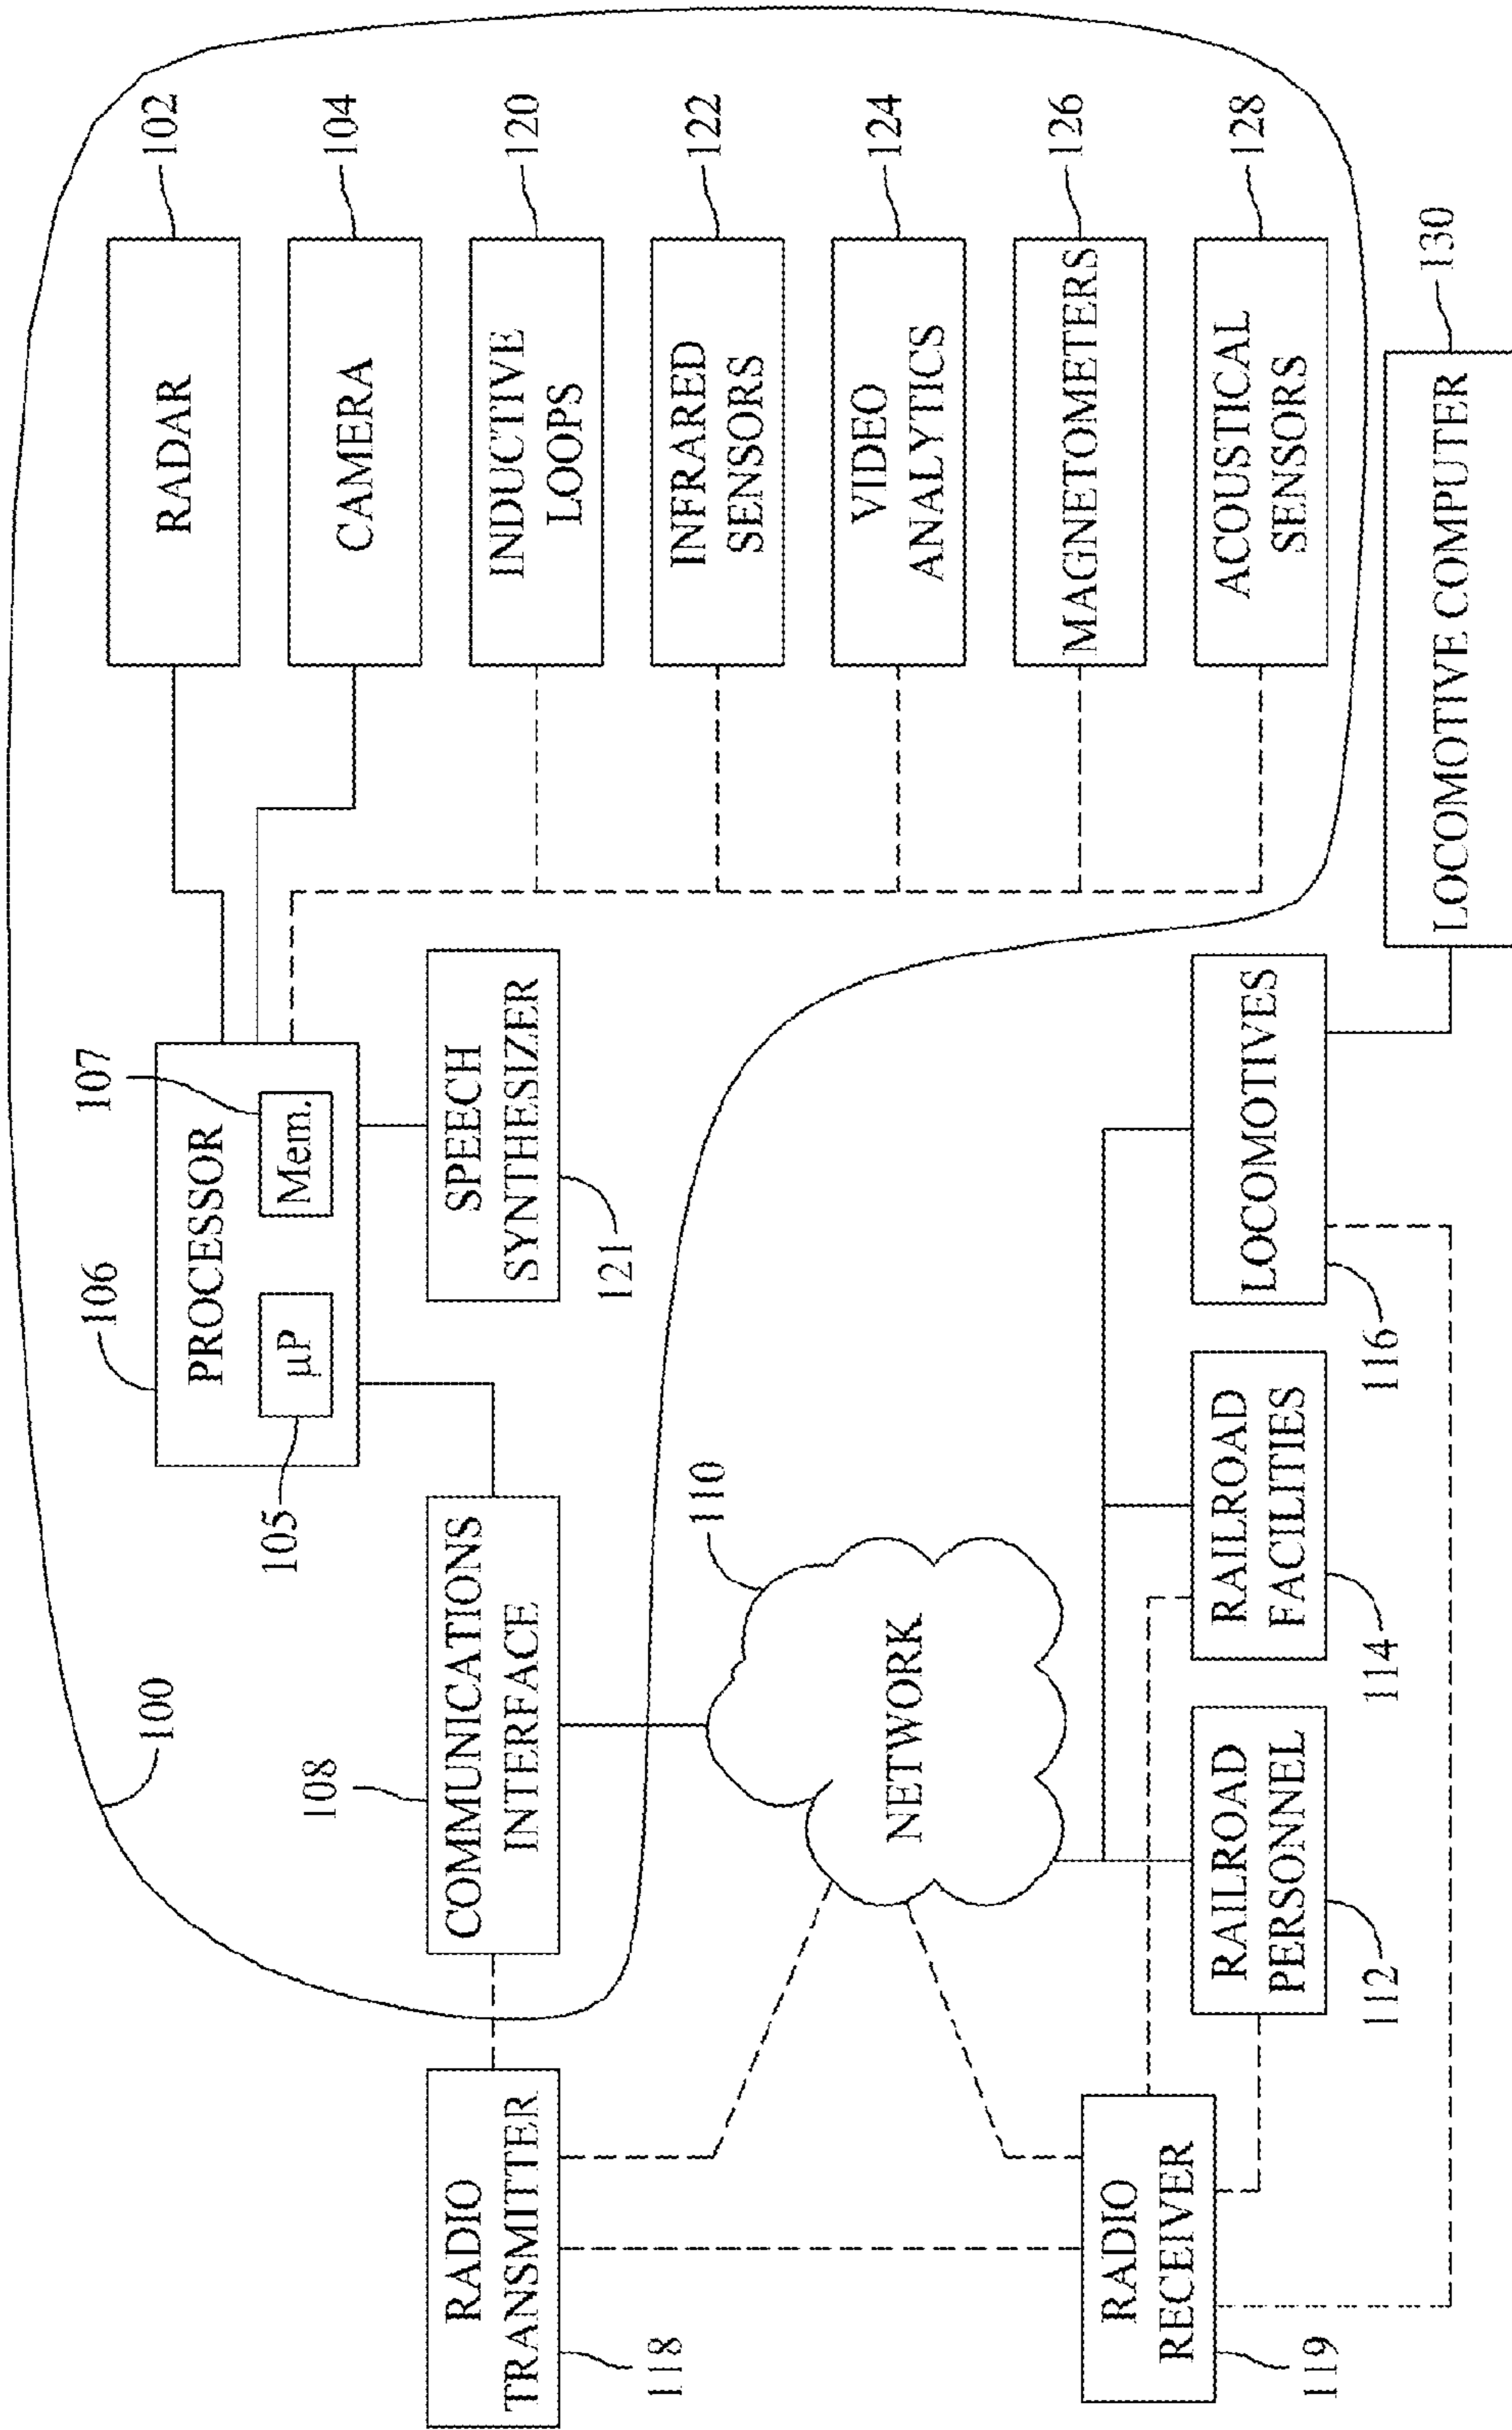 100
106
PROCESSOR
107
105
µP
Mem.
108
COMMUNICATIONS
INTERFACE
SPEECH
SYNTHESIZER
121
RADAR
102
CAMERA
104
INDUCTIVE
LOOPS
120
INFRARED
SENSORS
122
VIDEO
ANALYTICS
124
MAGNETOMETERS
126
ACOUSTICAL
SENSORS
128
RADIO
TRANSMITTER
118
NETWORK
110
RADIO
RECEIVER
119
RAILROAD
PERSONNEL
112
RAILROAD
FACILITIES
114
LOCOMOTIVES
116
LOCOMOTIVE COMPUTER
130